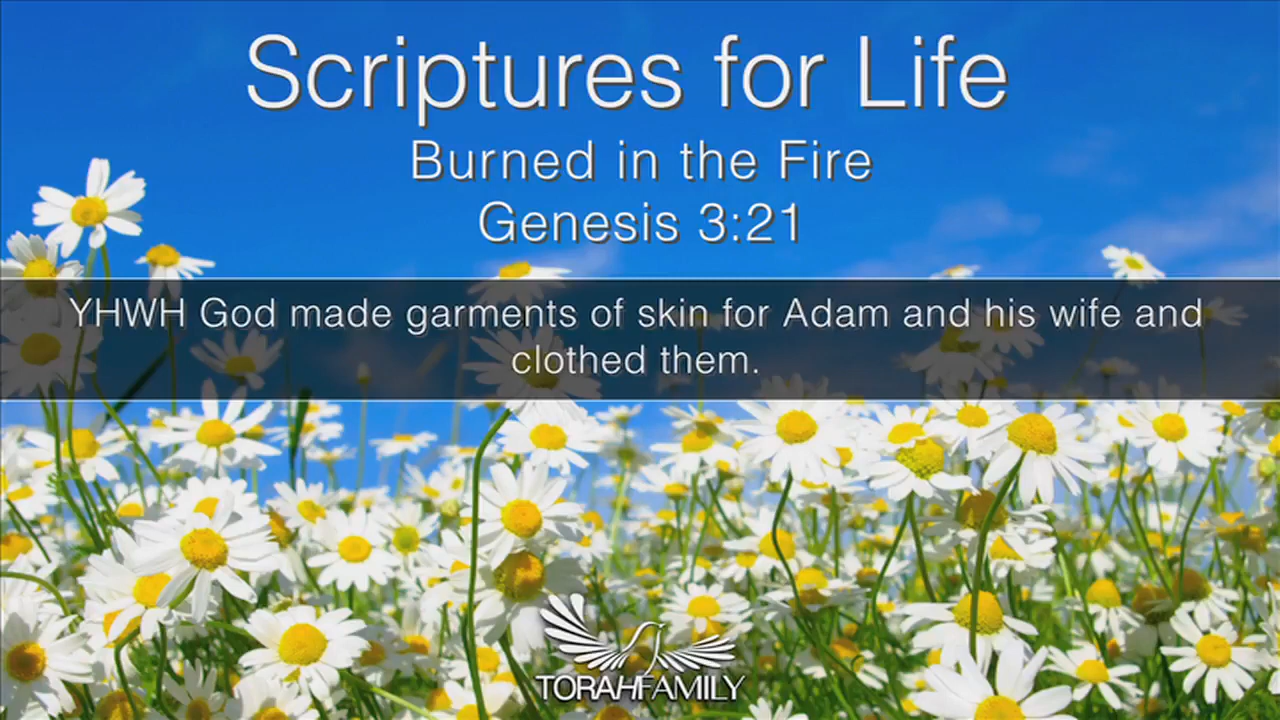 Scriptures for Life
Burned in the Fire
Genesis 3:21
YHWH God made garments of skin for Adam and his wife and
clothed them.
TORAHFAMILY